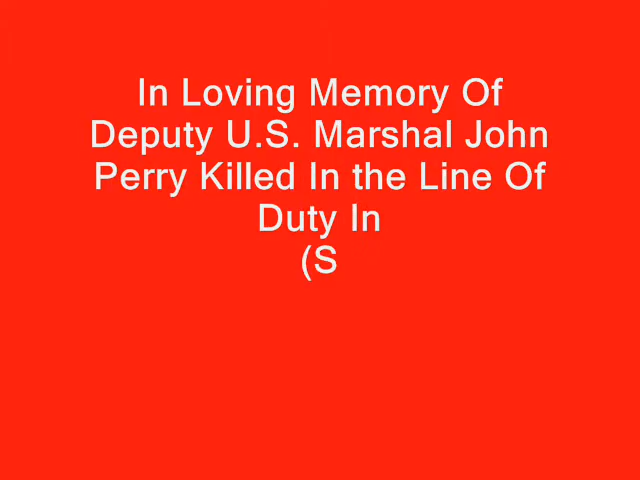 In Loving Memory Of
Deputy U.S. Marshal John
Perry Killed In the Line Of
Duty In
(S